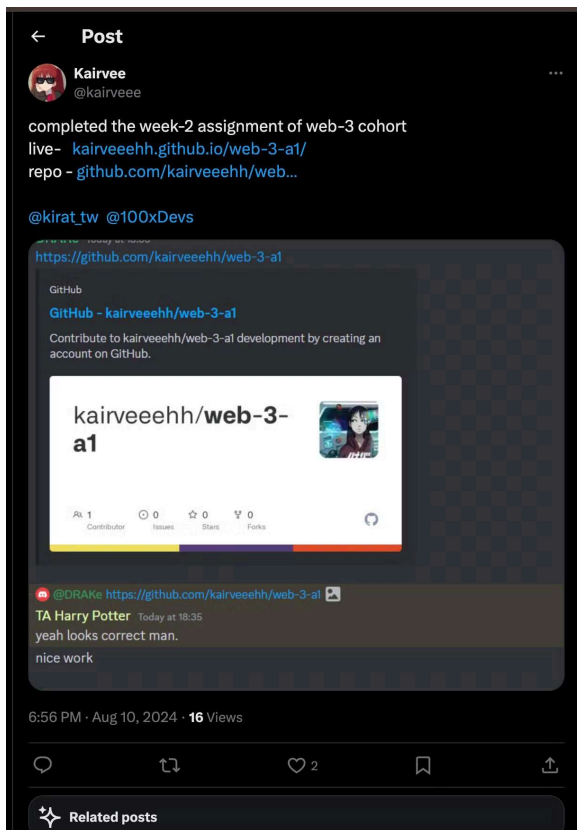 ← Post
Kairvee
@kairveee
completed the week-2 assignment of web-3 cohort
live- kairveeehh.github.io/web-3-a1/
repo - github.com/kairveeehh/web...
@kirat_tw @100xDevs
https://github.com/kairveeehh/web-3-a1
GitHub
GitHub - kairveeehh/web-3-a1
Contribute to kairveeehh/web-3-a1 development by creating an
account on GitHub.
kairveeehh/web-3-
a1
1 0 0 0
Contributor Issues Stars Forks
@DRAKe https://github.com/kairveeehh/web-3-a1
TA Harry Potter Today at 18:35
yeah looks correct man.
nice work
6:56 PM · Aug 10, 2024 · 16 Views
2
Related posts